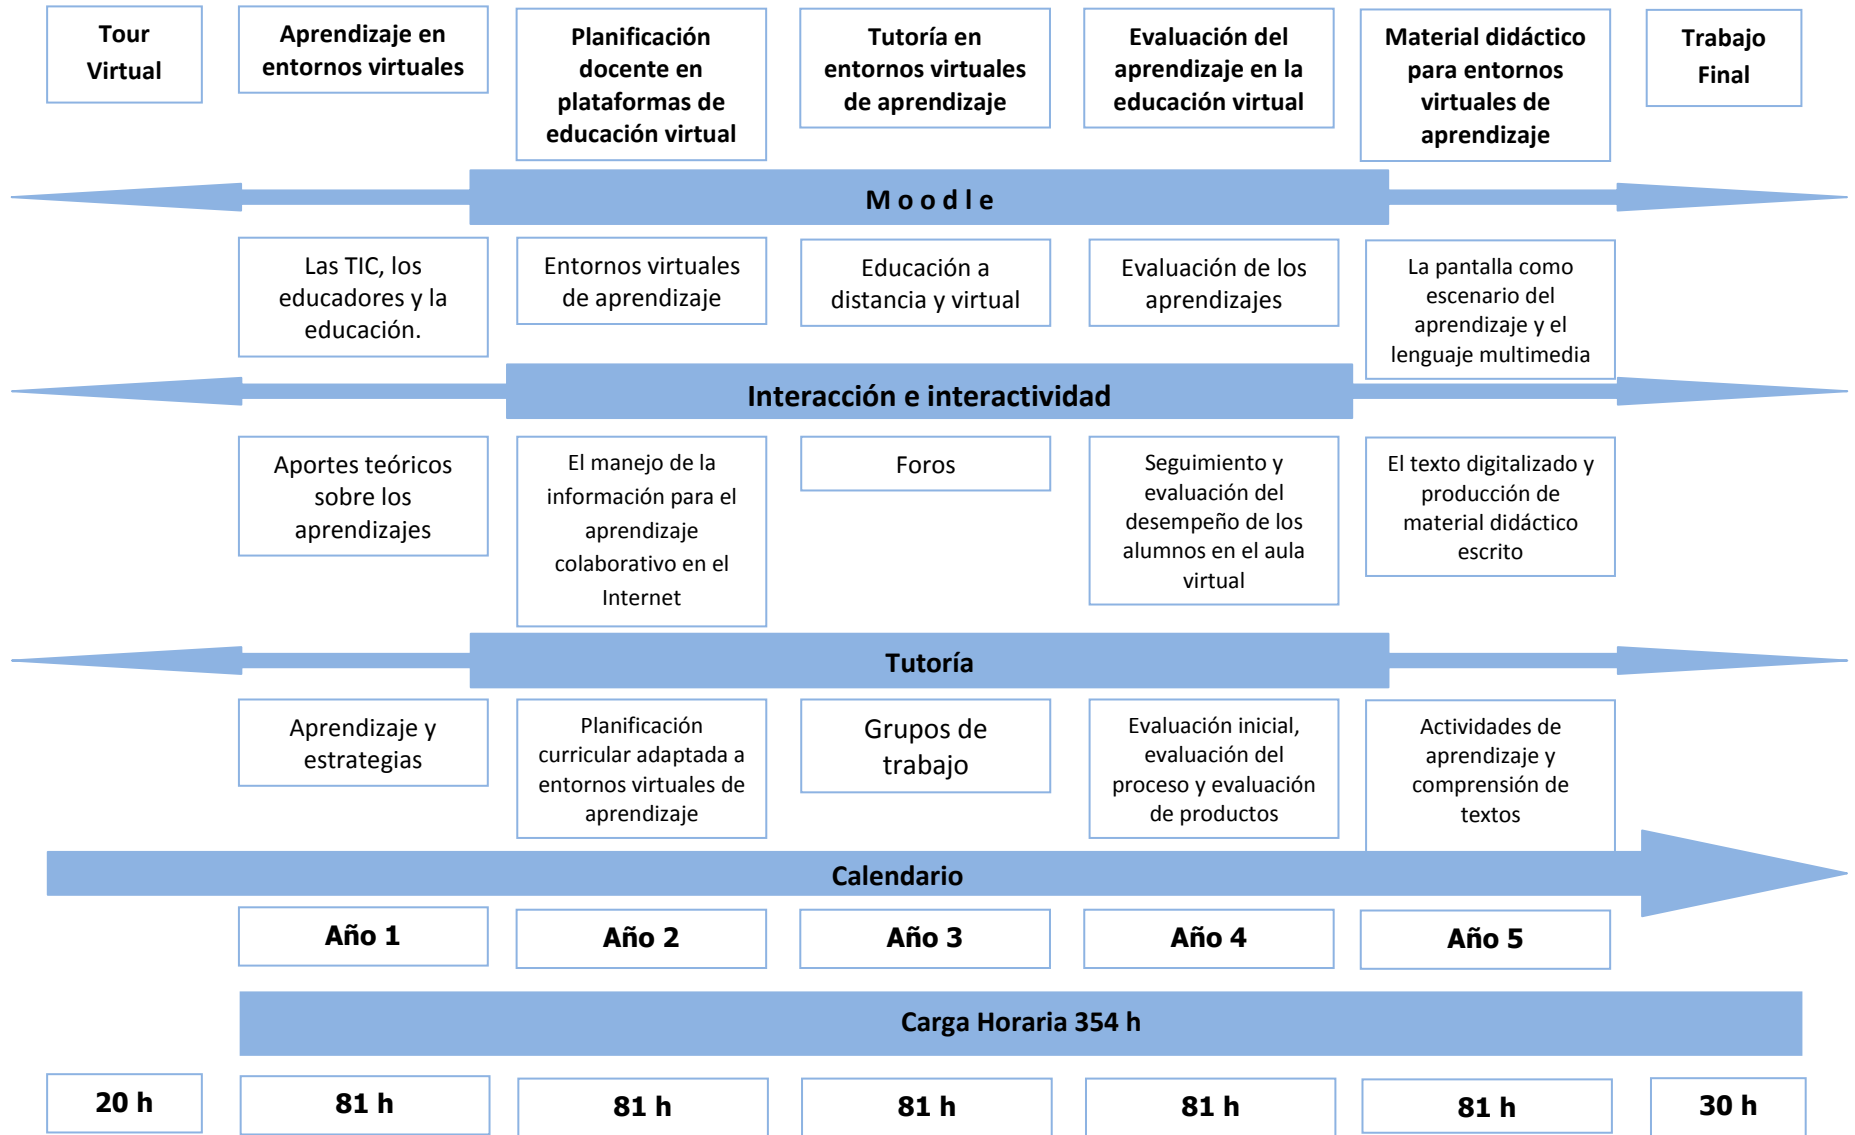 Tour
Virtual
Aprendizaje en
entornos virtuales
Planificación
docente en
plataformas de
educación virtual
Tutoría en
entornos virtuales
de aprendizaje
Evaluación del
aprendizaje en la
educación virtual
Material didáctico
para entornos
virtuales de
aprendizaje
Trabajo
Final
M o o d l e
Las TIC, los
educadores y la
educación.
Entornos virtuales
de aprendizaje
Educación a
distancia y virtual
Evaluación de los
aprendizajes
La pantalla como
escenario del
aprendizaje y el
lenguaje multimedia
Interacción e interactividad
Aportes teóricos
sobre los
aprendizajes
El manejo de la
información para el
aprendizaje
colaborativo en el
Internet
Foros
Seguimiento y
evaluación del
desempeño de los
alumnos en el aula
virtual
El texto digitalizado y
producción de
material didáctico
escrito
Tutoría
Aprendizaje y
estrategias
Planificación
curricular adaptada a
entornos virtuales de
aprendizaje
Grupos de
trabajo
Evaluación inicial,
evaluación del
proceso y evaluación
de productos
Actividades de
aprendizaje y
comprensión de
textos
Calendario
Año 1
Año 2
Año 3
Año 4
Año 5
Carga Horaria 354 h
20 h
81 h
81 h
81 h
81 h
81 h
30 h